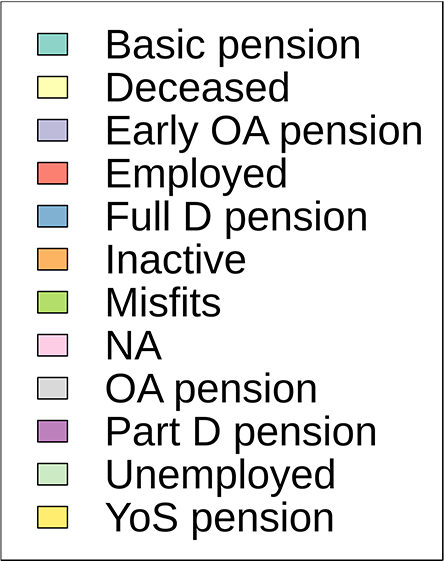 Basic pension
Deceased
Early OA pension
Employed
Full D pension
Inactive
Misfits
NA
OA pension
Part D pension
Unemployed
YoS pension